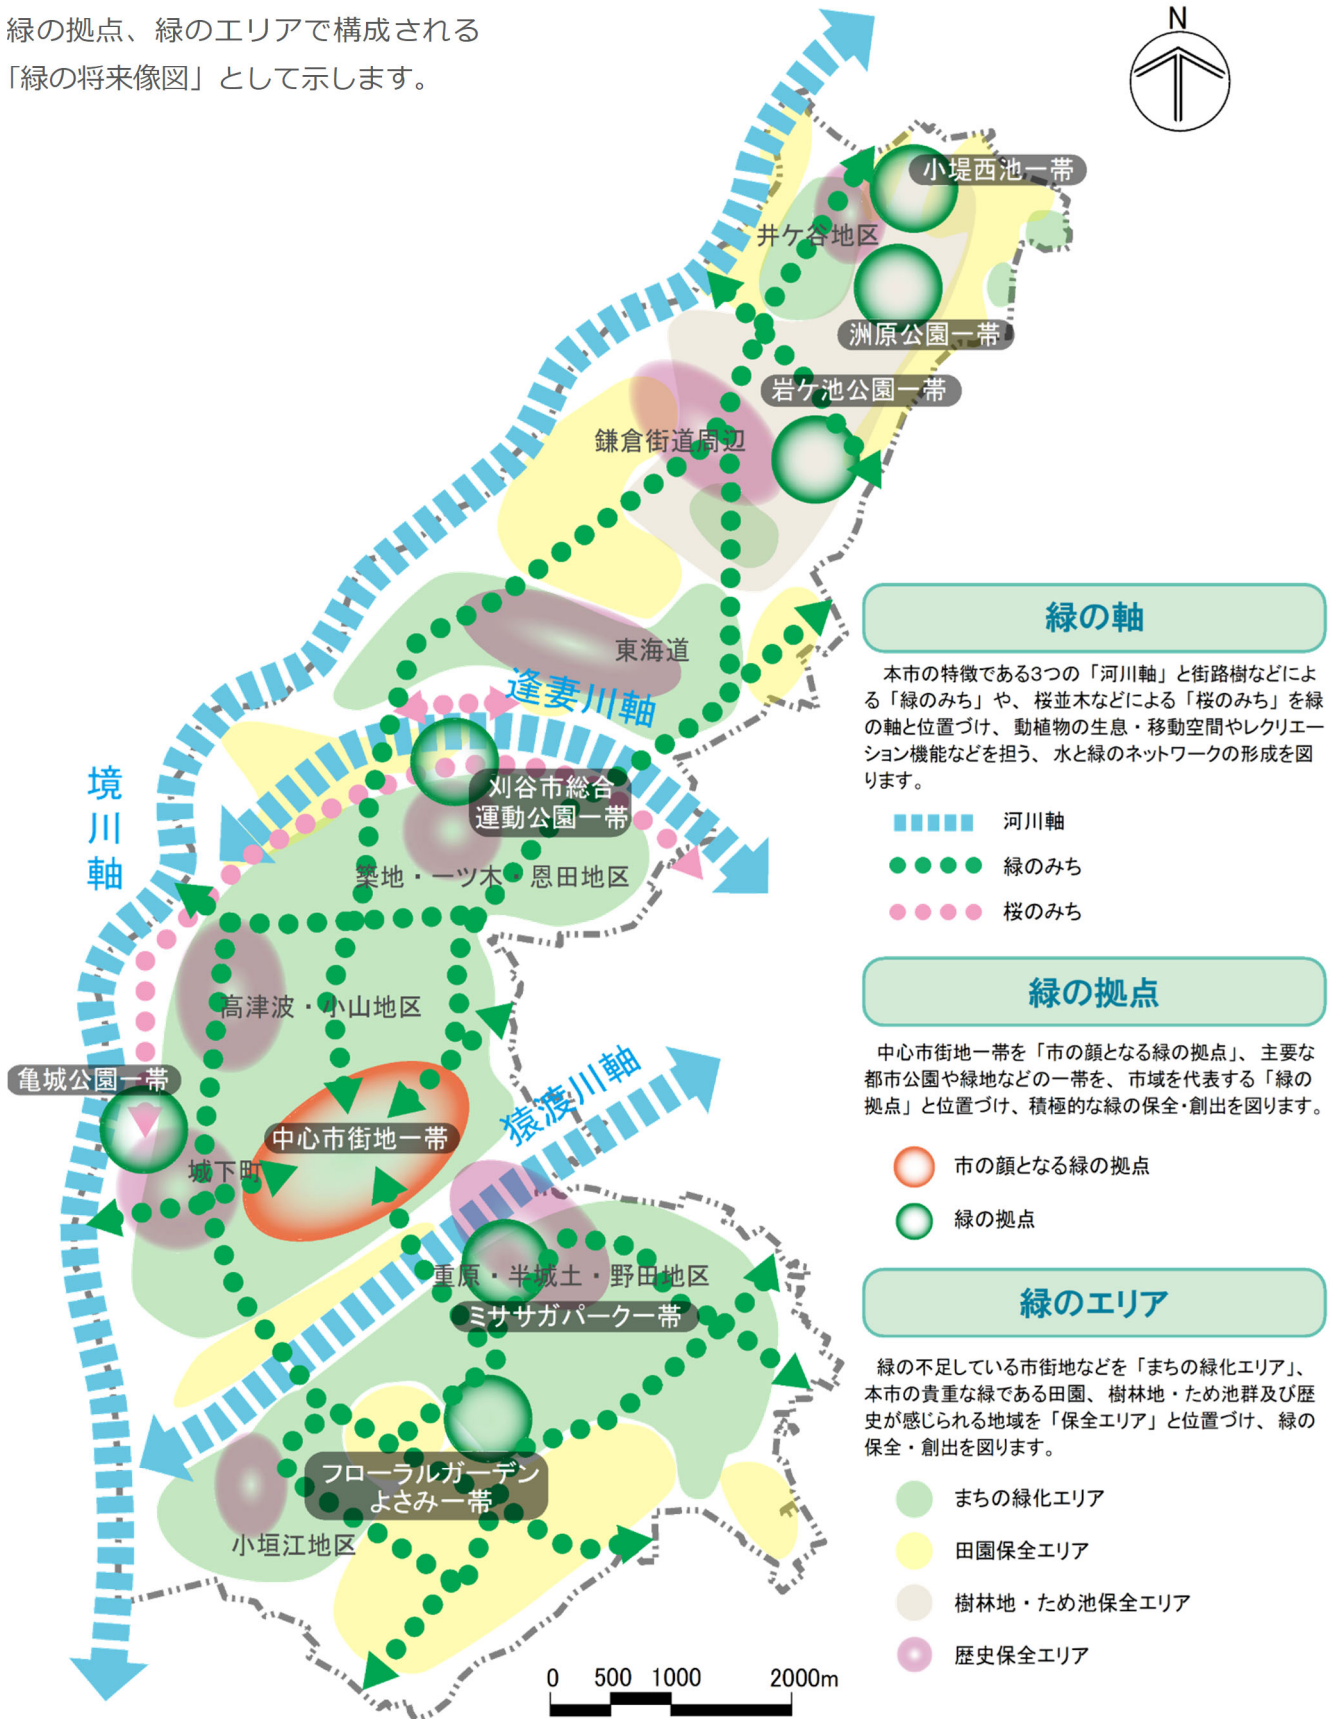 緑の拠点、緑のエリアで構成される
「緑の将来像図」として示します。
N
小堤西池一帯
井ケ谷地区
洲原公園一帯
岩ケ池公園一帯
鎌倉街道周辺
東海道
逢妻川軸
境川軸
刈谷市総合
運動公園一帯
築地・一ツ木・恩田地区
高津波・小山地区
亀城公園一帯
猿渡川軸
中心市街地一帯
城下町
重原・半城土・野田地区
ミササガパーク一帯
フローラルガーデン
よさみ一帯
小垣江地区
0 500 1000 2000m
緑の軸
本市の特徴である3つの「河川軸」と街路樹などによ
る「緑のみち」や、桜並木などによる「桜のみち」を緑
の軸と位置づけ、動植物の生息・移動空間やレクリエー
ション機能などを担う、水と緑のネットワークの形成を図
ります。
河川軸
緑のみち
桜のみち
緑の拠点
中心市街地一帯を「市の顔となる緑の拠点」、主要な
都市公園や緑地などの一帯を、市域を代表する「緑の
拠点」と位置づけ、積極的な緑の保全・創出を図ります。
市の顔となる緑の拠点
緑の拠点
緑のエリア
緑の不足している市街地などを「まちの緑化エリア」、
本市の貴重な緑である田園、樹林地・ため池群及び歴
史が感じられる地域を「保全エリア」と位置づけ、緑の
保全・創出を図ります。
まちの緑化エリア
田園保全エリア
樹林地・ため池保全エリア
歴史保全エリア